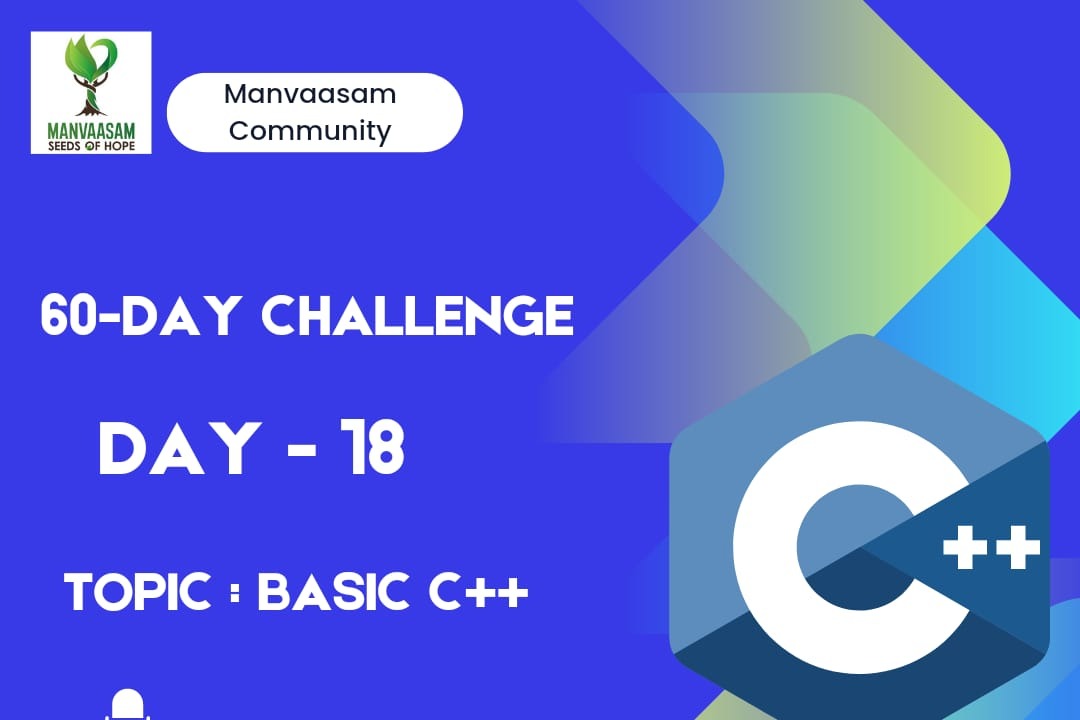 MANVAASAM
SEEDS OF HOPE
Manvaasam
Community
60-DAY CHALLENGE
DAY - 18
TOPIC : BASIC C++
C++